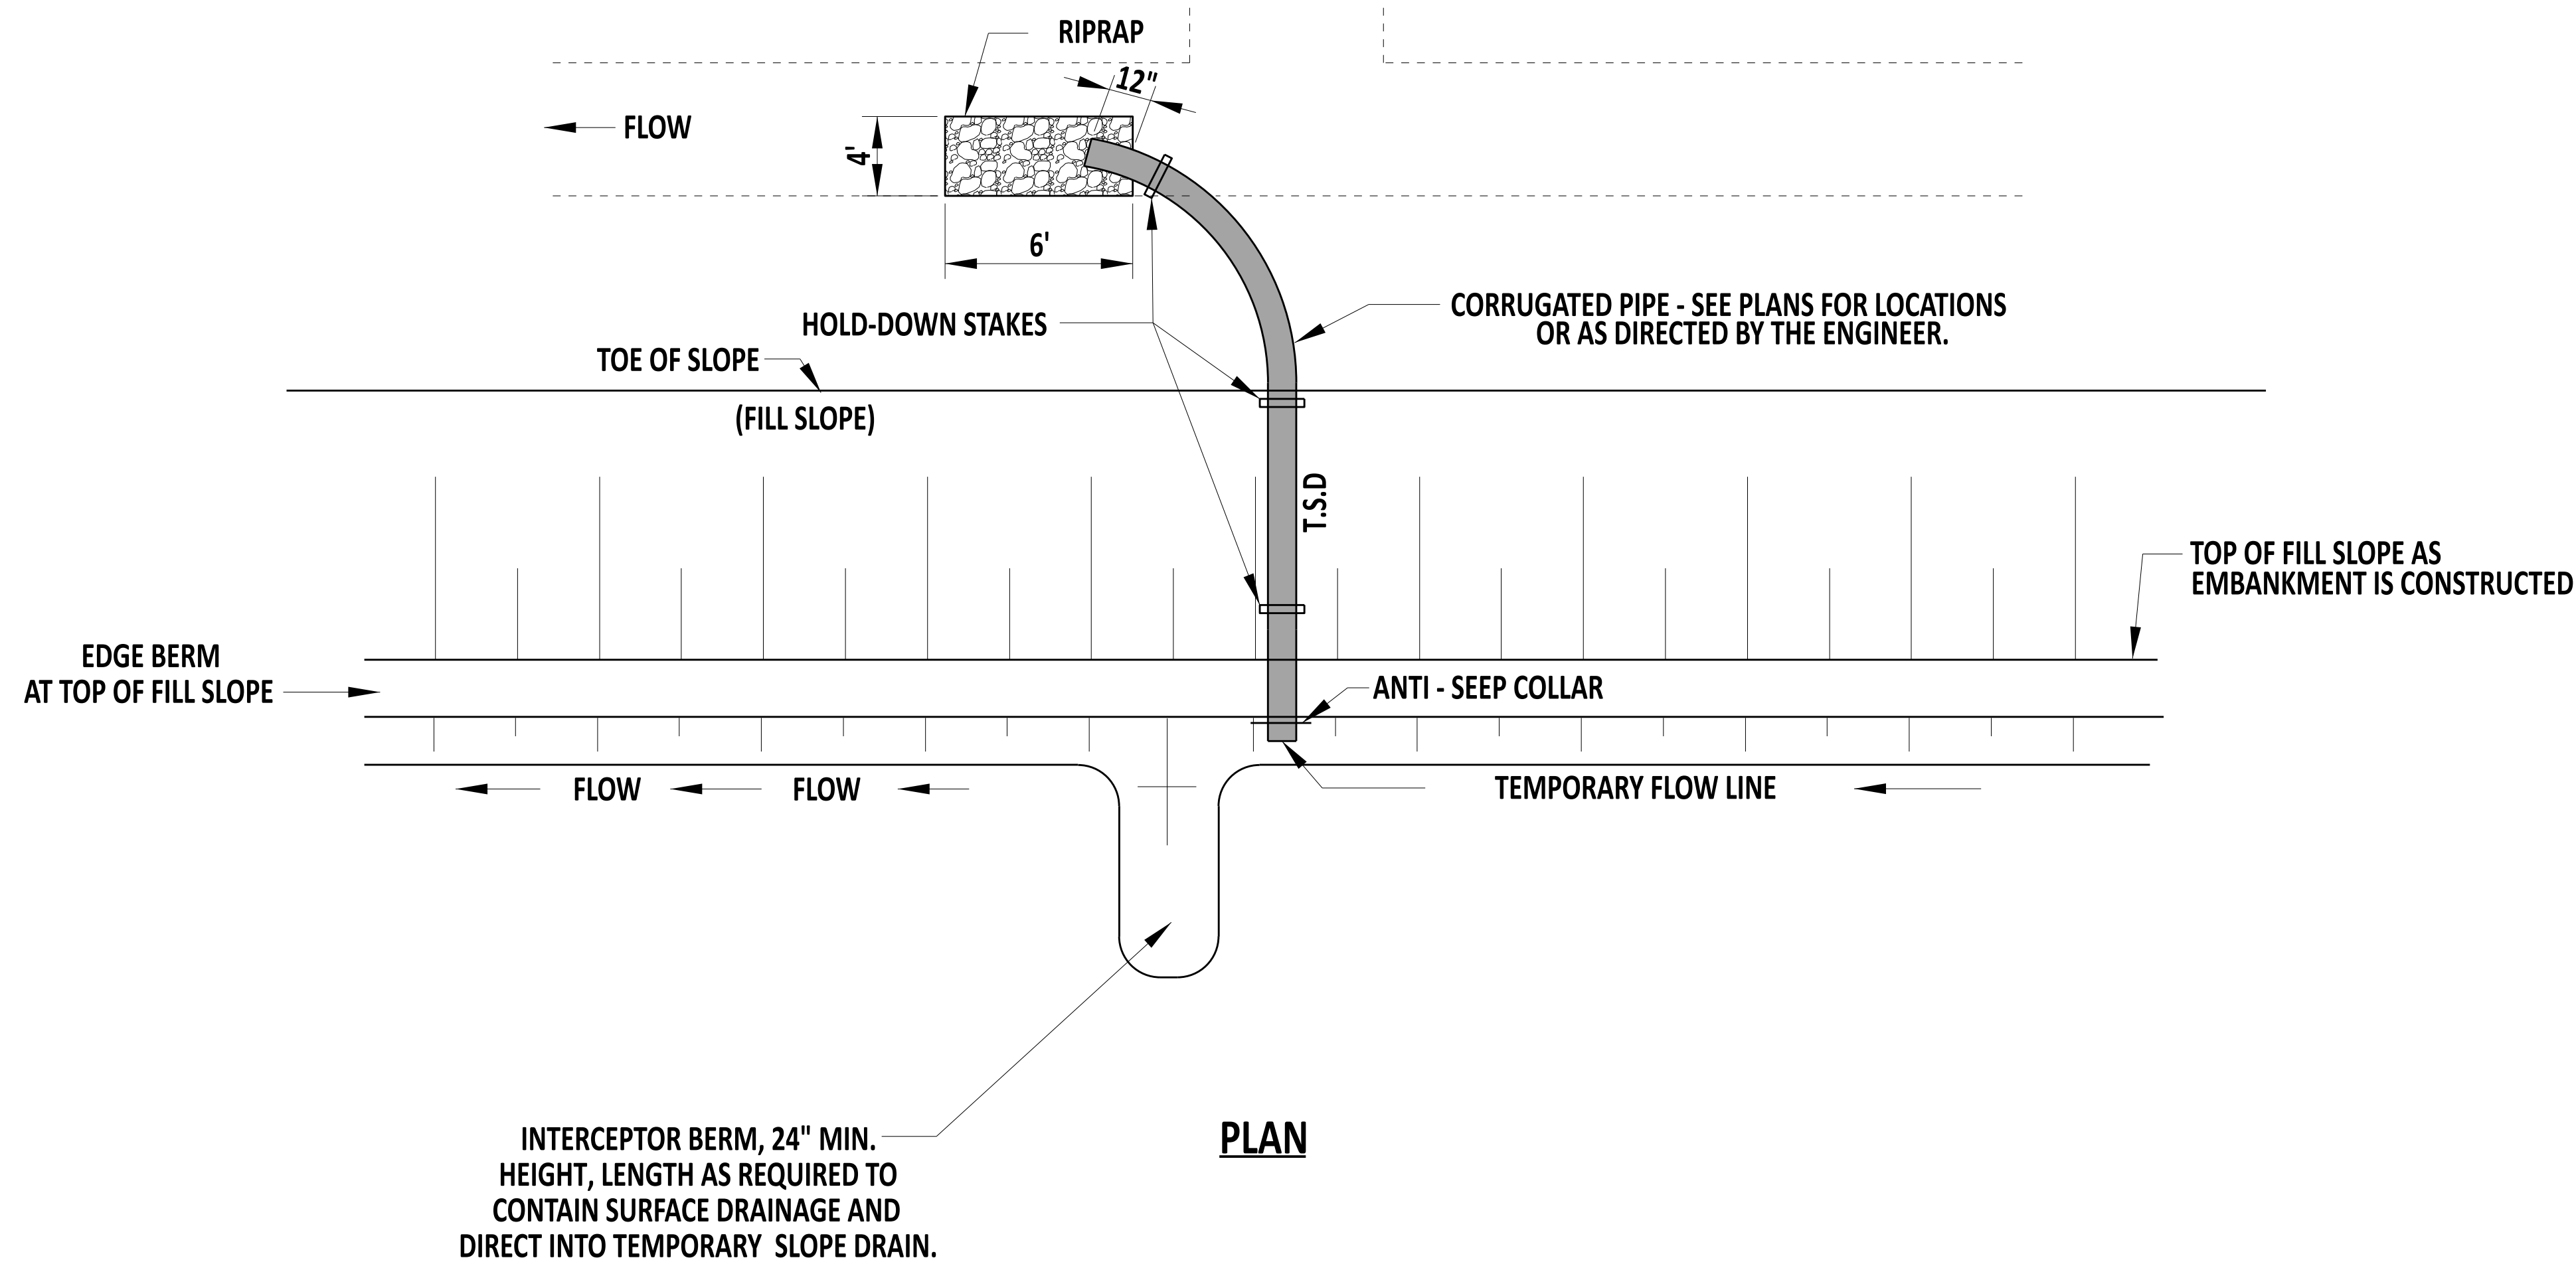 RIPRAP
12"
FLOW
4'
6'
HOLD-DOWN STAKES
CORRUGATED PIPE - SEE PLANS FOR LOCATIONS
OR AS DIRECTED BY THE ENGINEER.
TOE OF SLOPE
(FILL SLOPE)
T.S.D
TOP OF FILL SLOPE AS
EMBANKMENT IS CONSTRUCTED
EDGE BERM
AT TOP OF FILL SLOPE
ANTI - SEEP COLLAR
FLOW
FLOW
TEMPORARY FLOW LINE
INTERCEPTOR BERM, 24" MIN.
HEIGHT, LENGTH AS REQUIRED TO
CONTAIN SURFACE DRAINAGE AND
DIRECT INTO TEMPORARY  SLOPE DRAIN.
PLAN